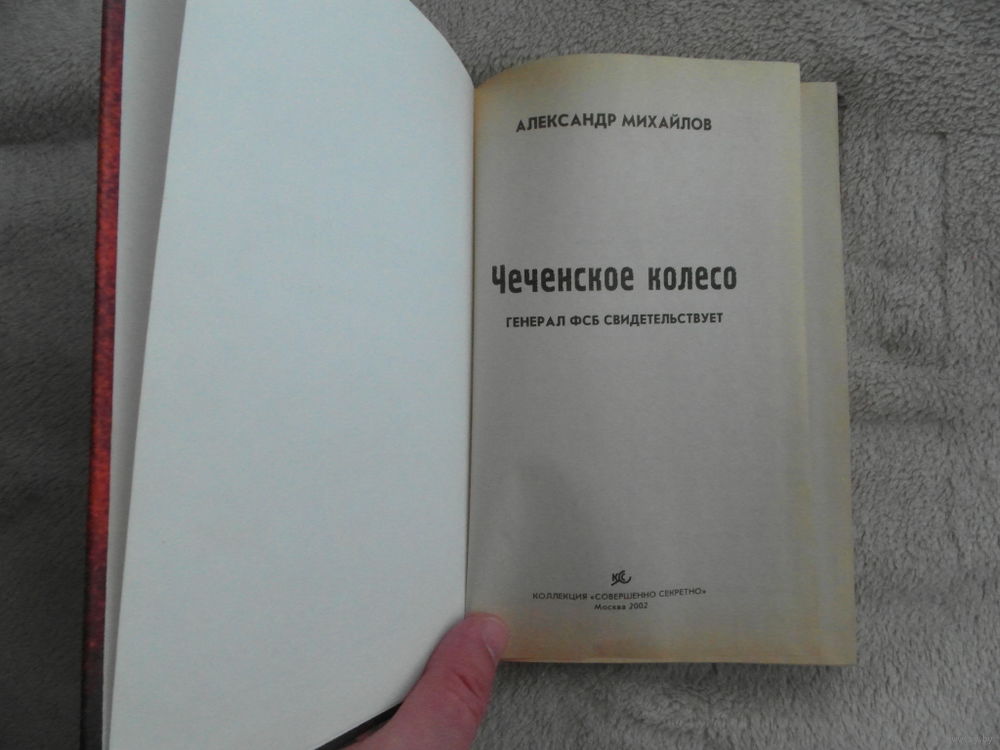 АЛЕКСАНДР МИХАЙЛОВ
Чеченское колесо
ГЕНЕРАЛ ФСБ СВИДЕТЕЛЬСТВУЕТ
КОЛЛЕКЦИЯ «СОВЕРШЕННО СЕКРЕТНО»
Москва 2002